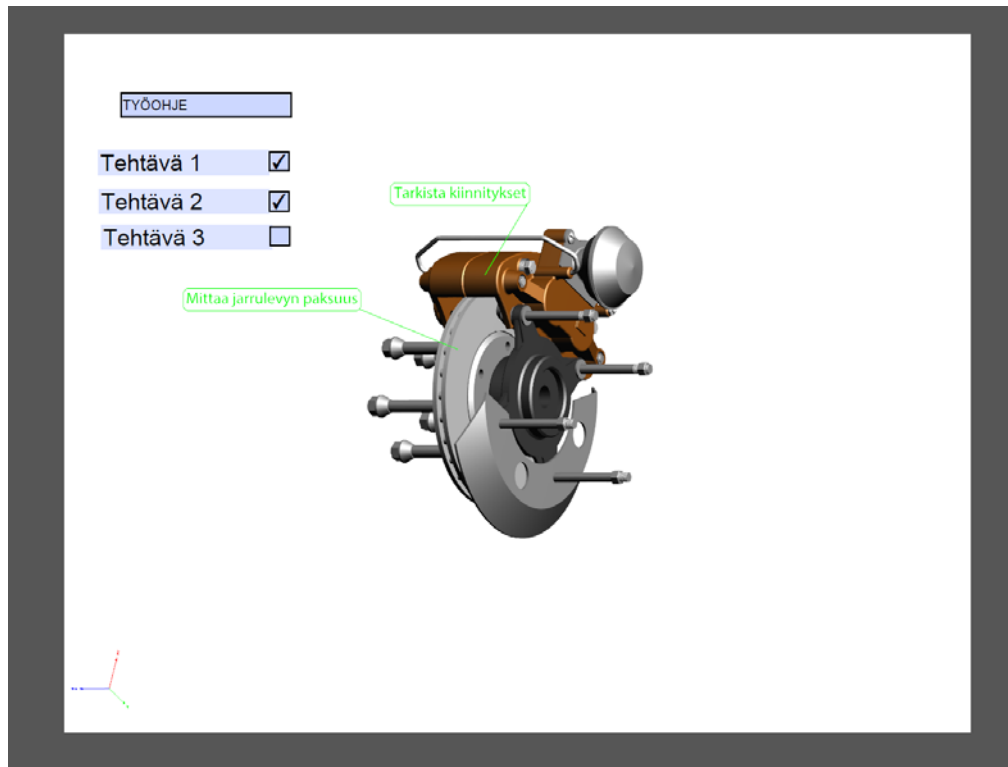 TYÖOHJE
Tehtävä 1
Tehtävä 2
Tehtävä 3
Tarkista kiinnitykset
Mittaa jarrulevyn paksuus